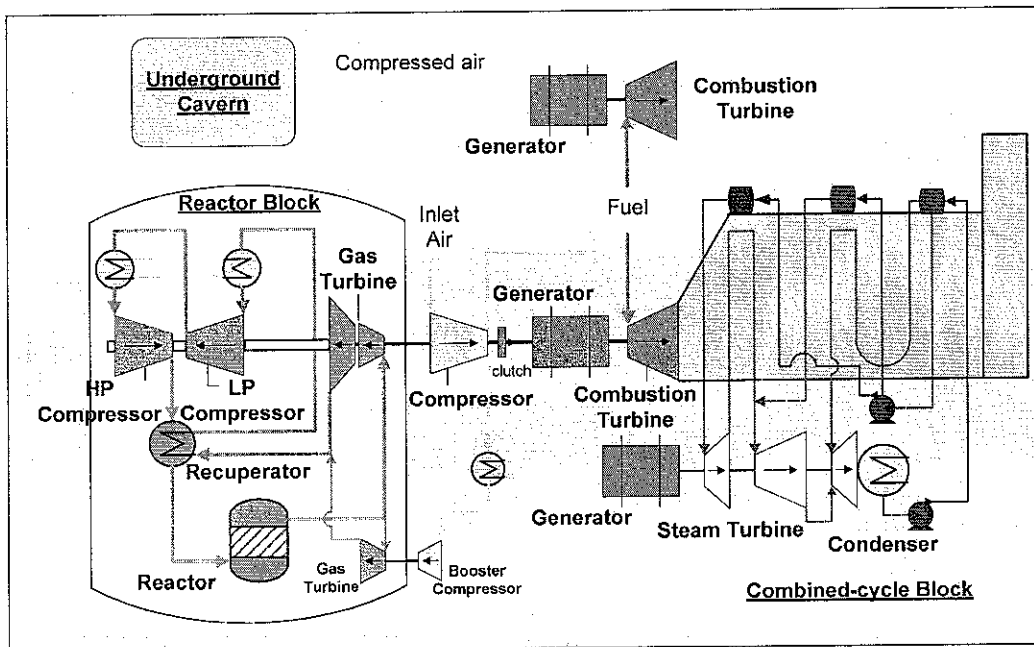 Underground
Cavern
Compressed air
Combustion
Turbine
Generator
Reactor Block
Inlet
Air
Fuel
Gas
Turbine
Generator
HP
Compressor
LP
Compressor
clutch
Compressor
Combustion
Turbine
Recuperator
Generator
Steam Turbine
Condenser
Reactor
Gas
Turbine
Booster
Compressor
Combined-cycle Block